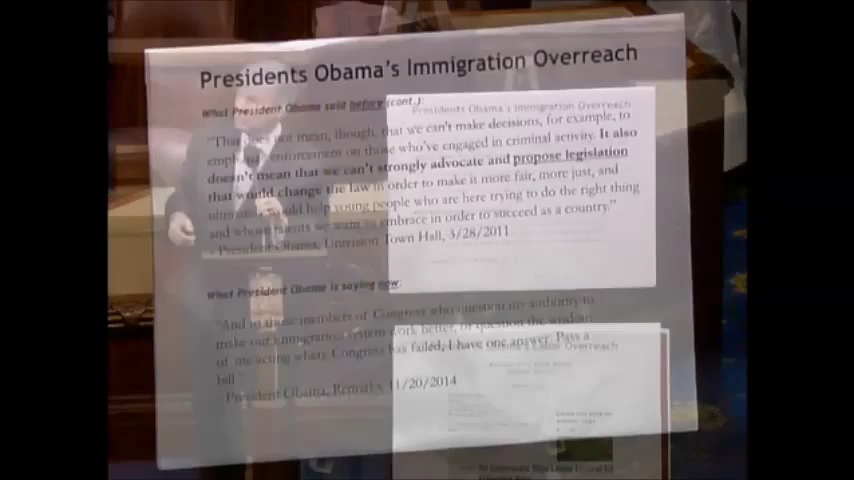 Presidents Obama's Immigration Overreach
What President Obama said before (cont.):
"That does not mean, though, that we can't make decisions, for example, to
emphasize enforcement on those who've engaged in criminal activity. It also
doesn't mean that we can't strongly advocate and propose legislation
that would change the law in order to make it more fair, more just, and
ultimately would help young people who are here trying to do the right thing
and whose talents we want to embrace in order to succeed as a country."
- President Obama, Univision Town Hall, 3/28/2011
What President Obama is saying now:
"And to those members of Congress who question my authority to
make our immigration system work better, or question the wisdom
of me acting where Congress has failed, I have one answer: Pass a
bill."
President Obama, Remarks, 11/20/2014
Presidents Obama's Immigration Overreach
Obama's Labor Overreach